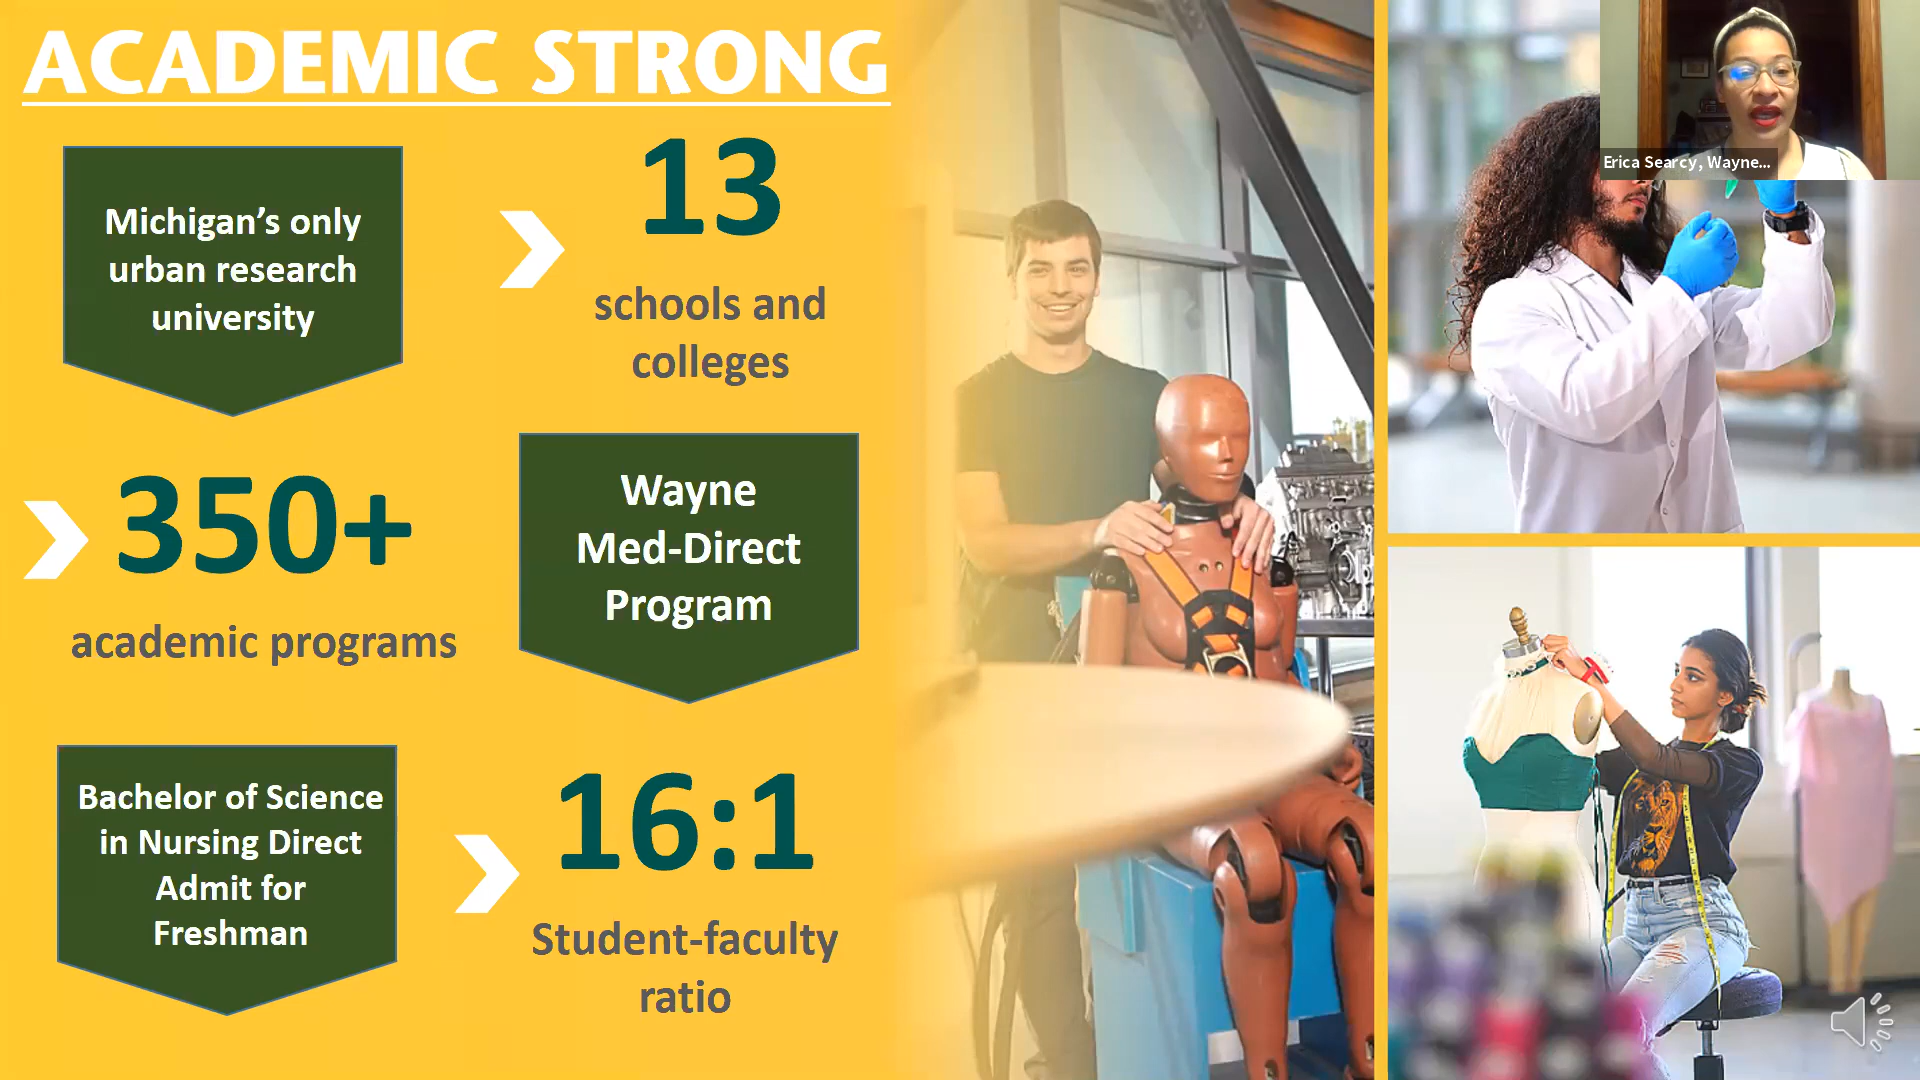 ACADEMIC STRONG
Michigan’s only
urban research
university
13
schools and
colleges
350+
academic programs
Wayne
Med-Direct
Program
Bachelor of Science
in Nursing Direct
Admit for
Freshman
16:1
Student-faculty
ratio
Erica Searcy, Wayne...